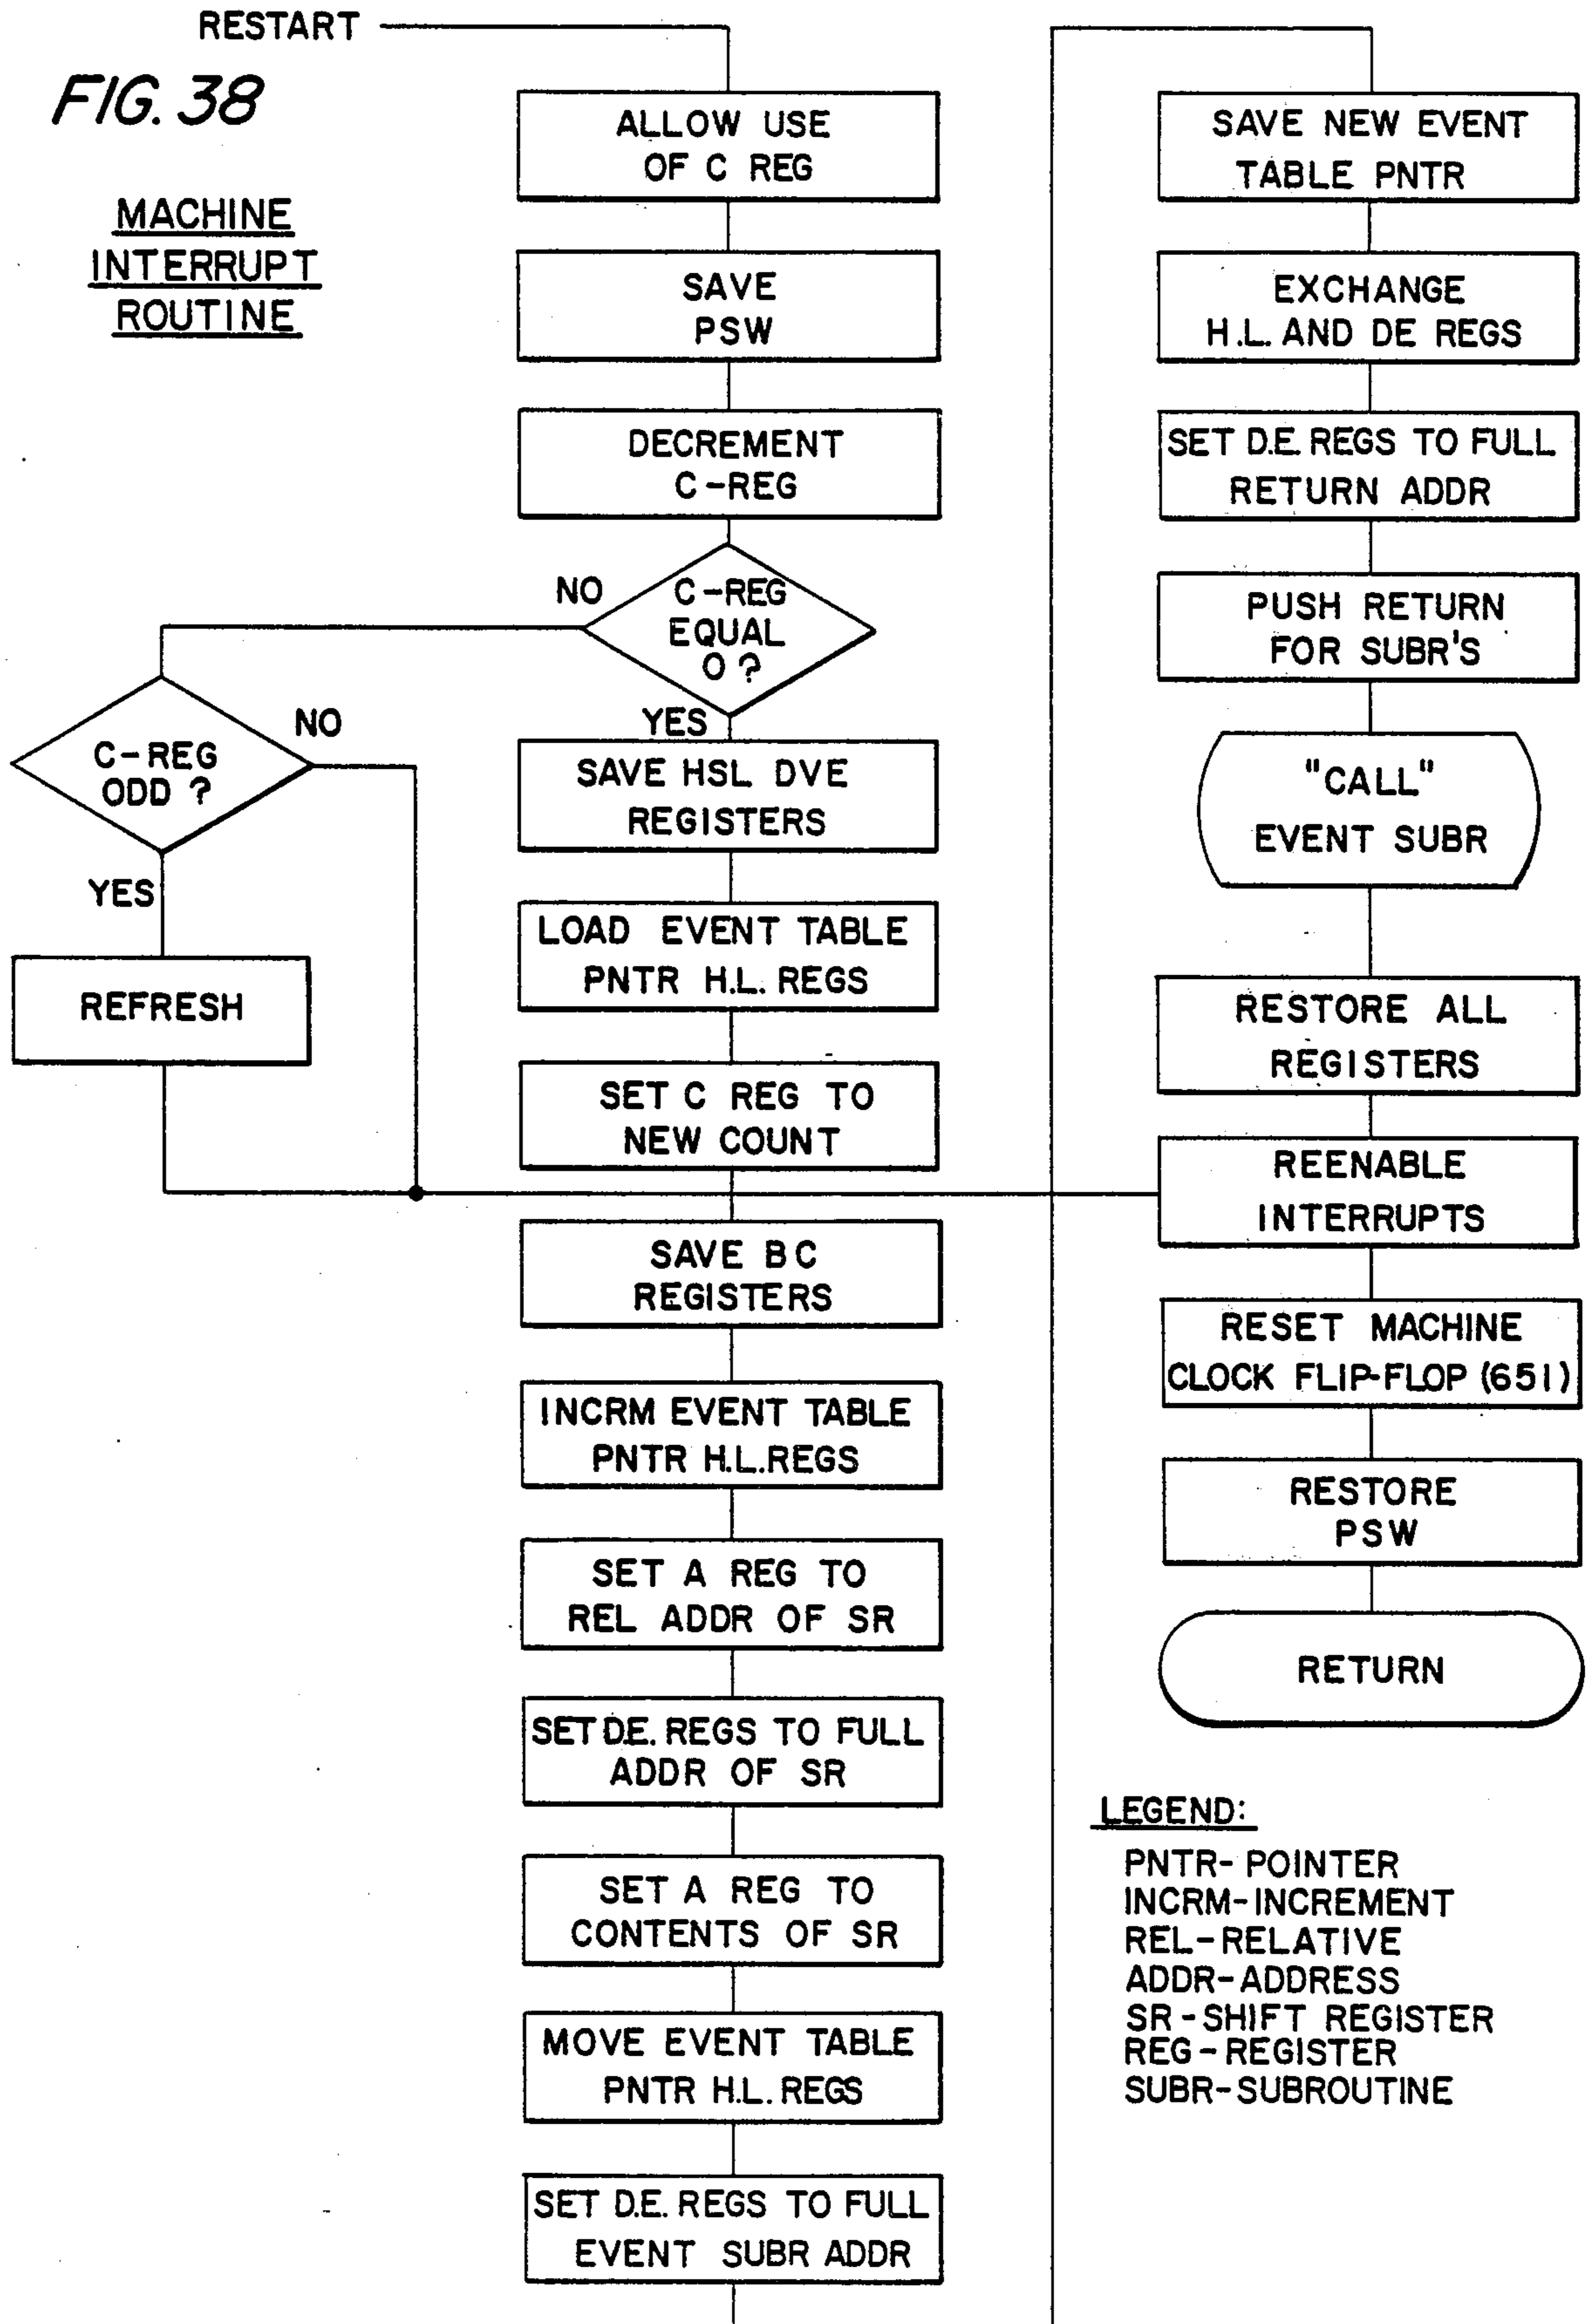 RESTART
FIG. 38
MACHINE
INTERRUPT
ROUTINE
ALLOW USE
OF C REG
SAVE
PSW
DECREMENT
C-REG
C-REG
EQUAL
O ?
NO
YES
C-REG
ODD ?
NO
YES
REFRESH
SAVE HSL DVE
REGISTERS
LOAD EVENT TABLE
PNTR H.L. REGS
SET C REG TO
NEW COUNT
SAVE BC
REGISTERS
INCRM EVENT TABLE
PNTR H.L.REGS
SET A REG TO
REL ADDR OF SR
SET D.E. REGS TO FULL
ADDR OF SR
SET A REG TO
CONTENTS OF SR
MOVE EVENT TABLE
PNTR H.L. REGS
SET D.E. REGS TO FULL
EVENT SUBR ADDR
SAVE NEW EVENT
TABLE PNTR
EXCHANGE
H.L. AND DE REGS
SET D.E. REGS TO FULL
RETURN ADDR
PUSH RETURN
FOR SUBR'S
"CALL"
EVENT SUBR
RESTORE ALL
REGISTERS
REENABLE
INTERRUPTS
RESET MACHINE
CLOCK FLIP-FLOP (651)
RESTORE
PSW
RETURN
LEGEND:
PNTR-POINTER
INCRM-INCREMENT
REL-RELATIVE
ADDR-ADDRESS
SR-SHIFT REGISTER
REG-REGISTER
SUBR-SUBROUTINE